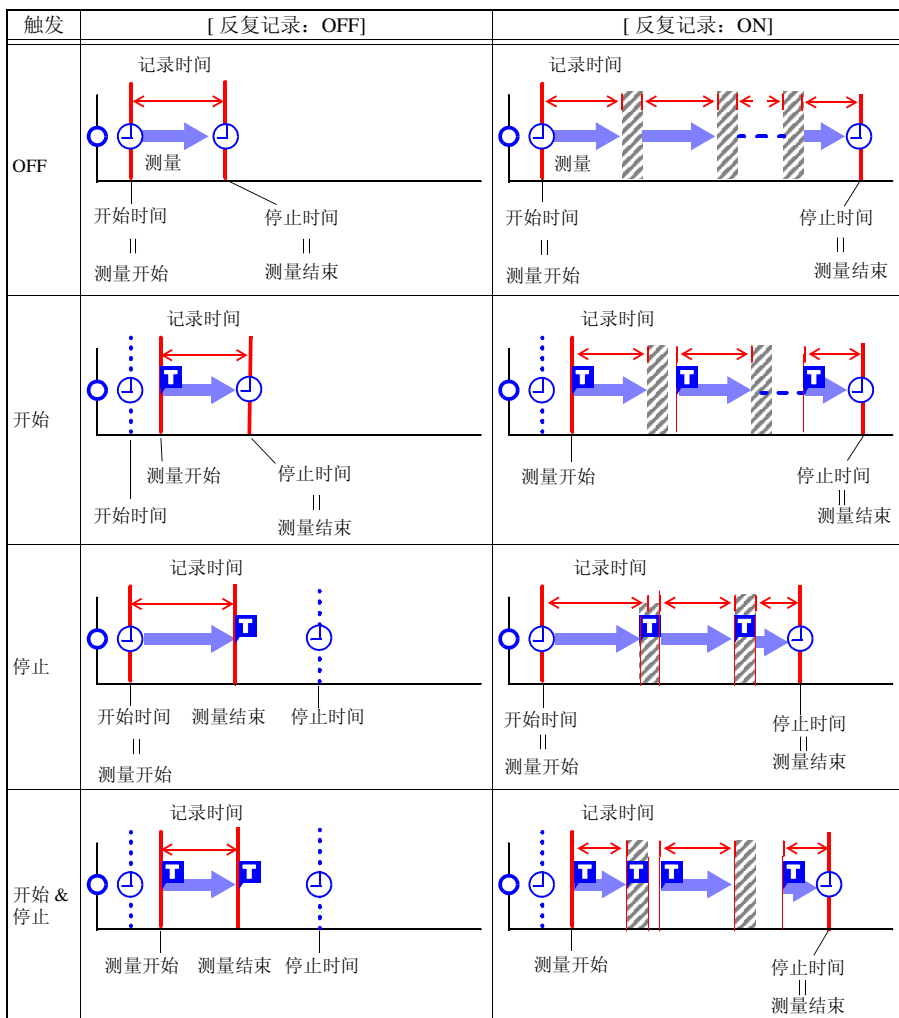 触发
[ 反复记录：OFF]
[ 反复记录：ON]
OFF
记录时间
测量
开始时间
停止时间
测量开始
测量结束
记录时间
测量
开始时间
停止时间
测量开始
测量结束
开始
记录时间
T
测量开始
停止时间
开始时间
测量结束
记录时间
T
T
T
测量开始
停止时间
测量结束
停止
记录时间
T
开始时间
测量结束
停止时间
测量开始
记录时间
T
T
开始时间
停止时间
测量开始
测量结束
开始 &
停止
记录时间
T
T
测量开始
测量结束
停止时间
记录时间
T
T
T
T
测量开始
停止时间
测量结束